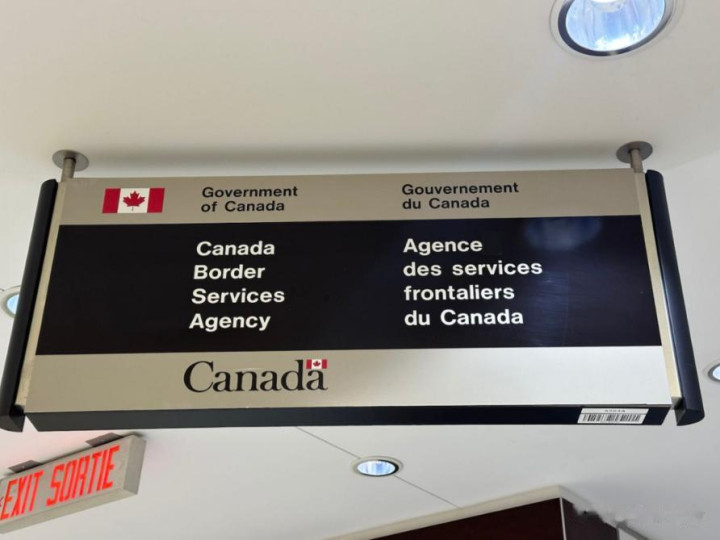 Government
of Canada
Gouvernement
du Canada
Canada
Border
Services
Agency
Agence
des services
frontaliers
du Canada
Canada
EXIT SORTIE